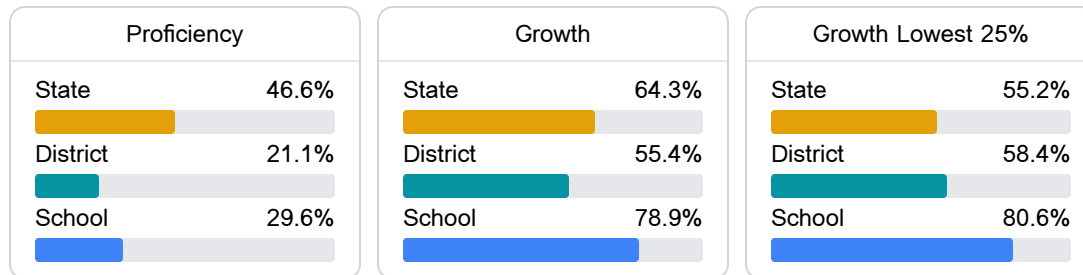 Proficiency
State 46.6%
District 21.1%
School 29.6%
Growth
State 64.3%
District 55.4%
School 78.9%
Growth Lowest 25%
State 55.2%
District 58.4%
School 80.6%